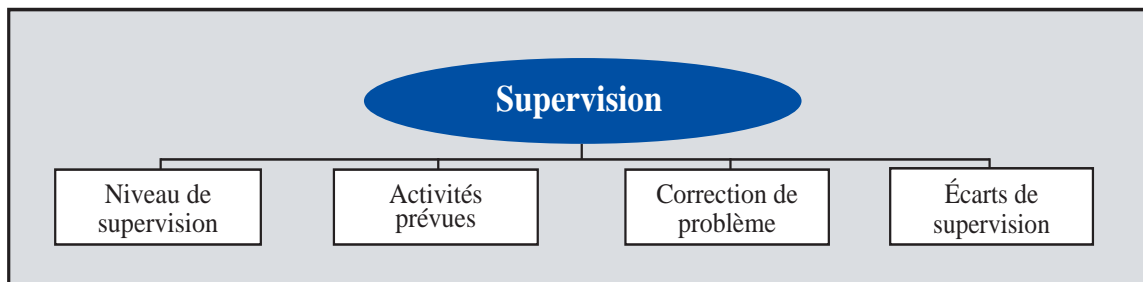 Supervision
Niveau de
supervision
Activités
prévues
Correction de
problème
Écarts de
supervision